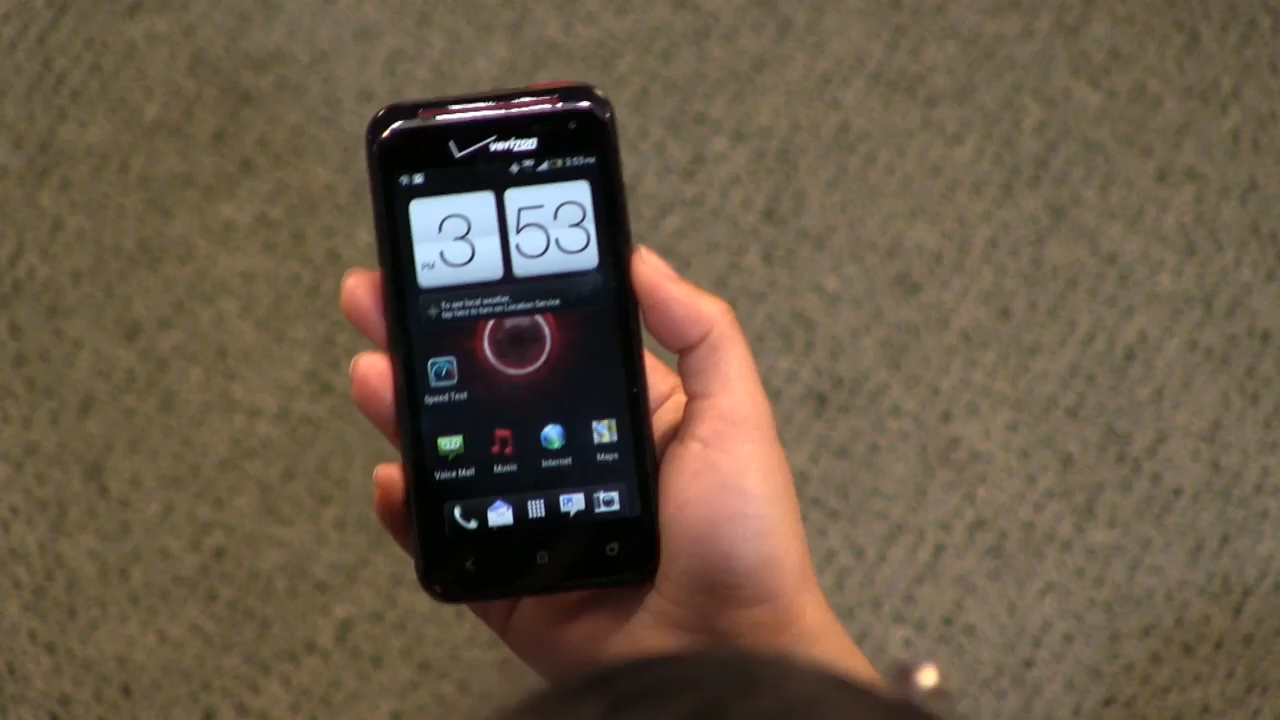 verizon
3:53 PM
PM 3 53
To see local weather,
tap here to turn on Location Service
Speed Test
Voice Mail Music Internet Maps